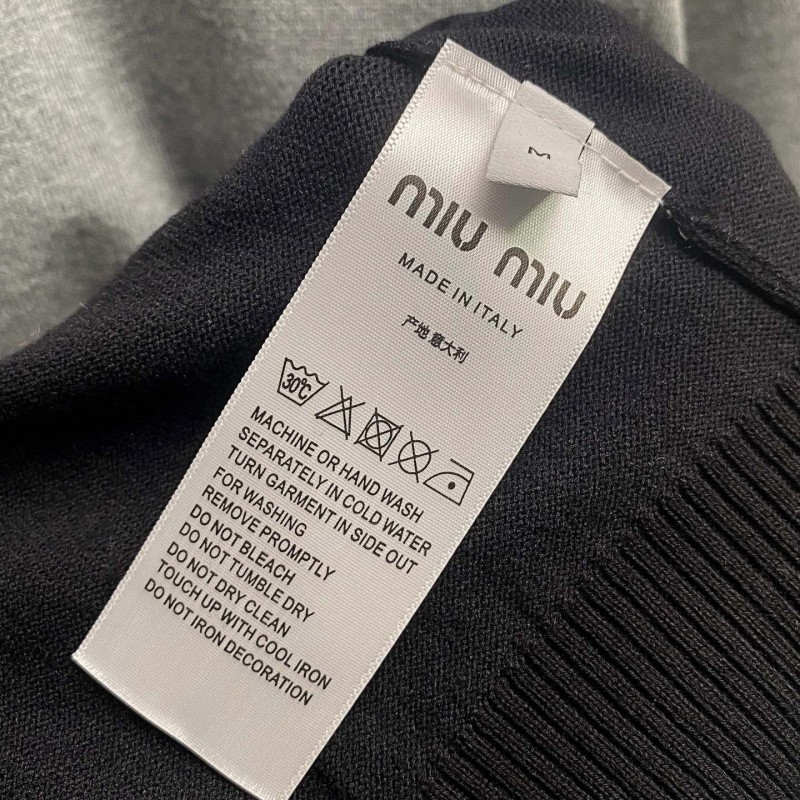 M
miu miu
MADE IN ITALY
产地 意大利
30℃
MACHINE OR HAND WASH
SEPARATELY IN COLD WATER
TURN GARMENT IN SIDE OUT
FOR WASHING
REMOVE PROMPTLY
DO NOT BLEACH
DO NOT TUMBLE DRY
DO NOT DRY CLEAN
TOUCH UP WITH COOL IRON
DO NOT IRON DECORATION